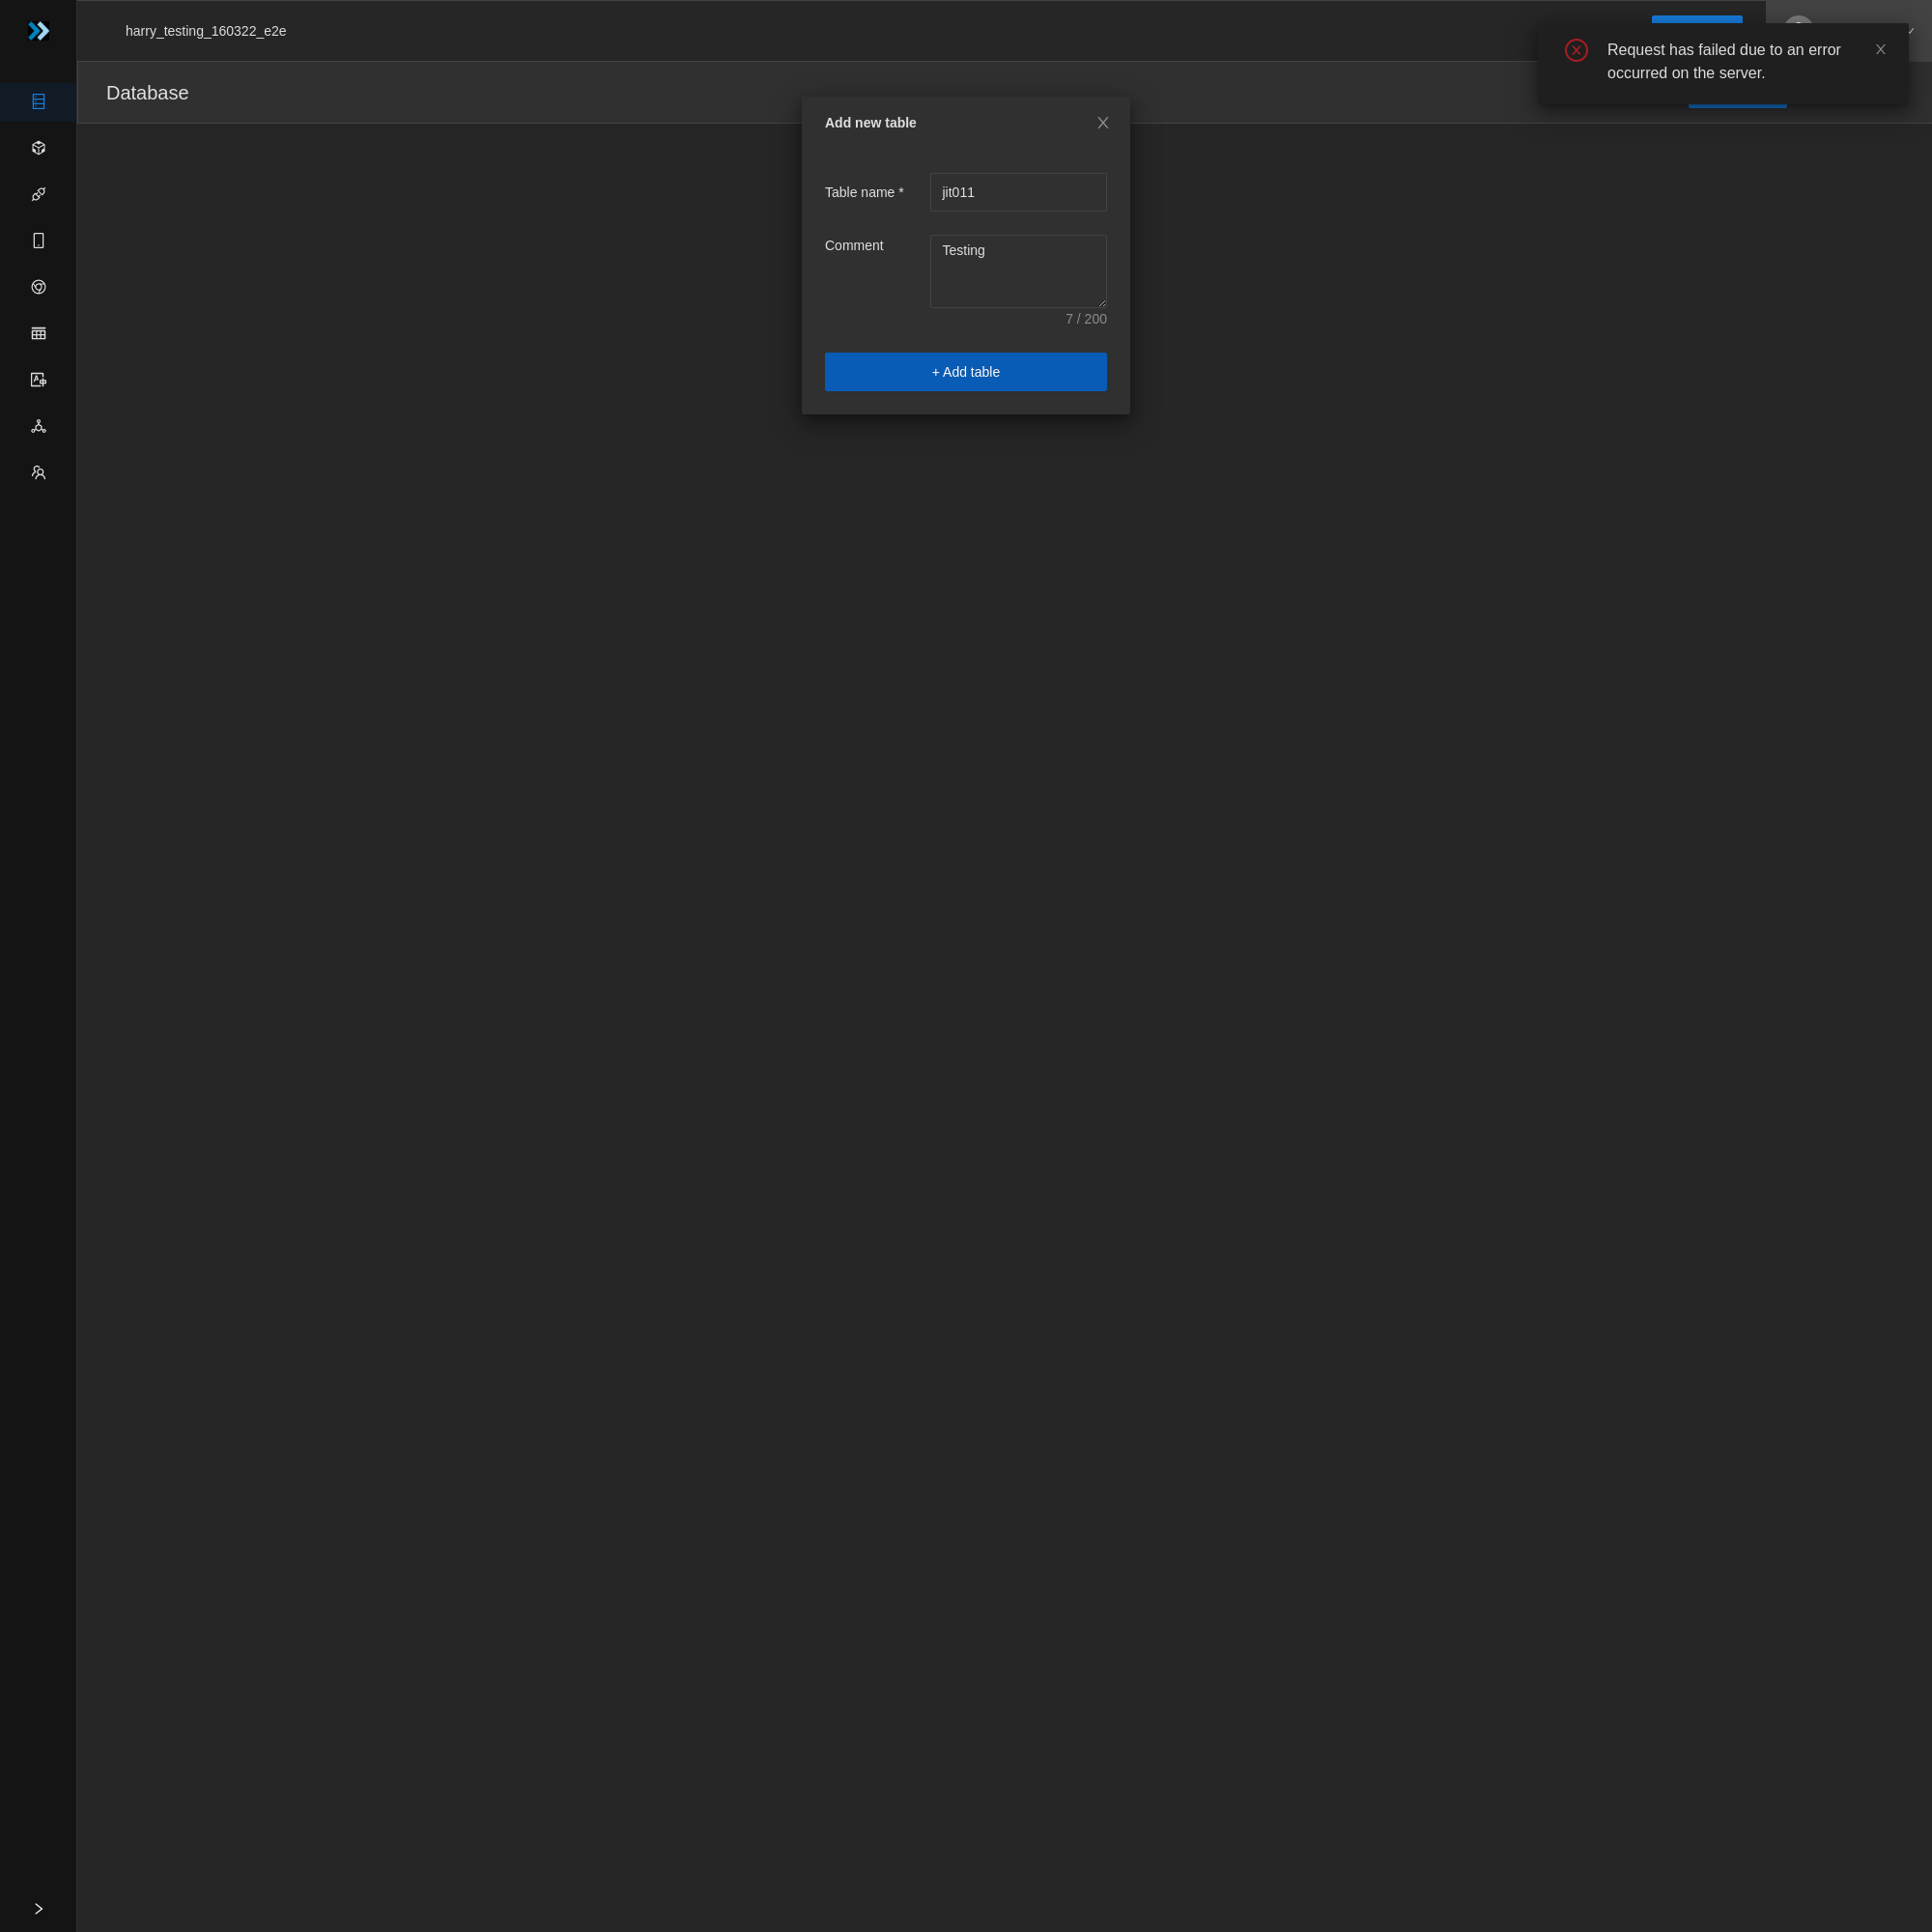 harry_testing_160322_e2e
Request has failed due to an error
occurred on the server.
Database
Add new table
Table name *
jit011
Comment
Testing
7 / 200
+ Add table